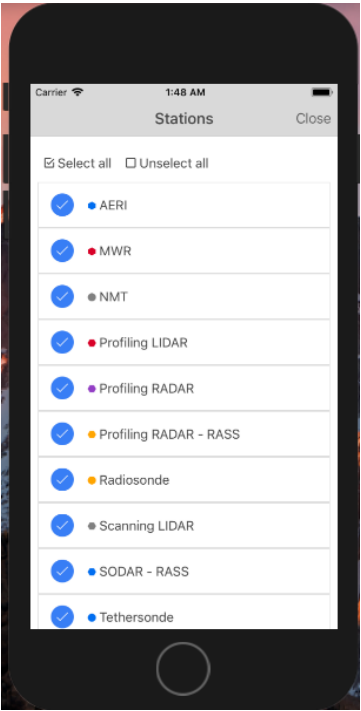 Carrier 1:48 AM
Stations Close
Select all Unselect all
AERI
MWR
NMT
Profiling LIDAR
Profiling RADAR
Profiling RADAR - RASS
Radiosonde
Scanning LIDAR
SODAR - RASS
Tethersonde